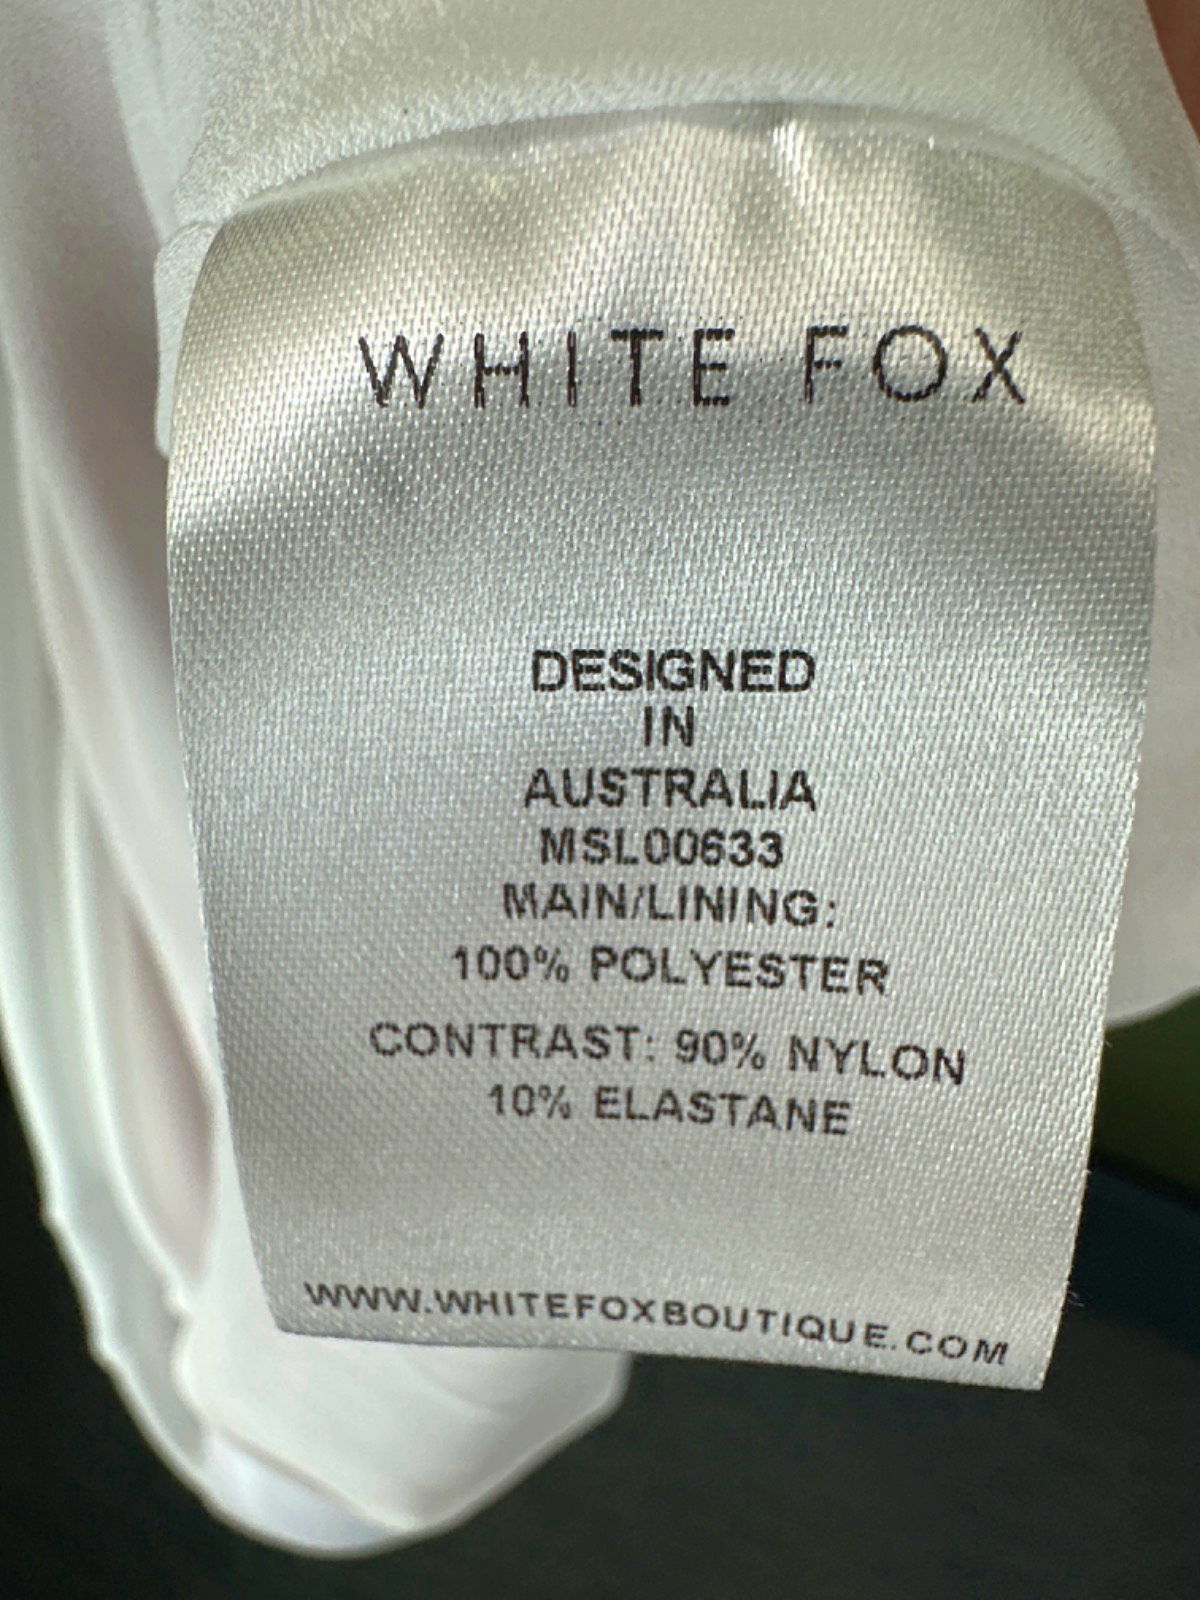 WHITE FOX
DESIGNED
IN
AUSTRALIA
MSL00633
MAIN/LINING:
100% POLYESTER
CONTRAST: 90% NYLON
10% ELASTANE
WWW.WHITEFOXBOUTIQUE.COM